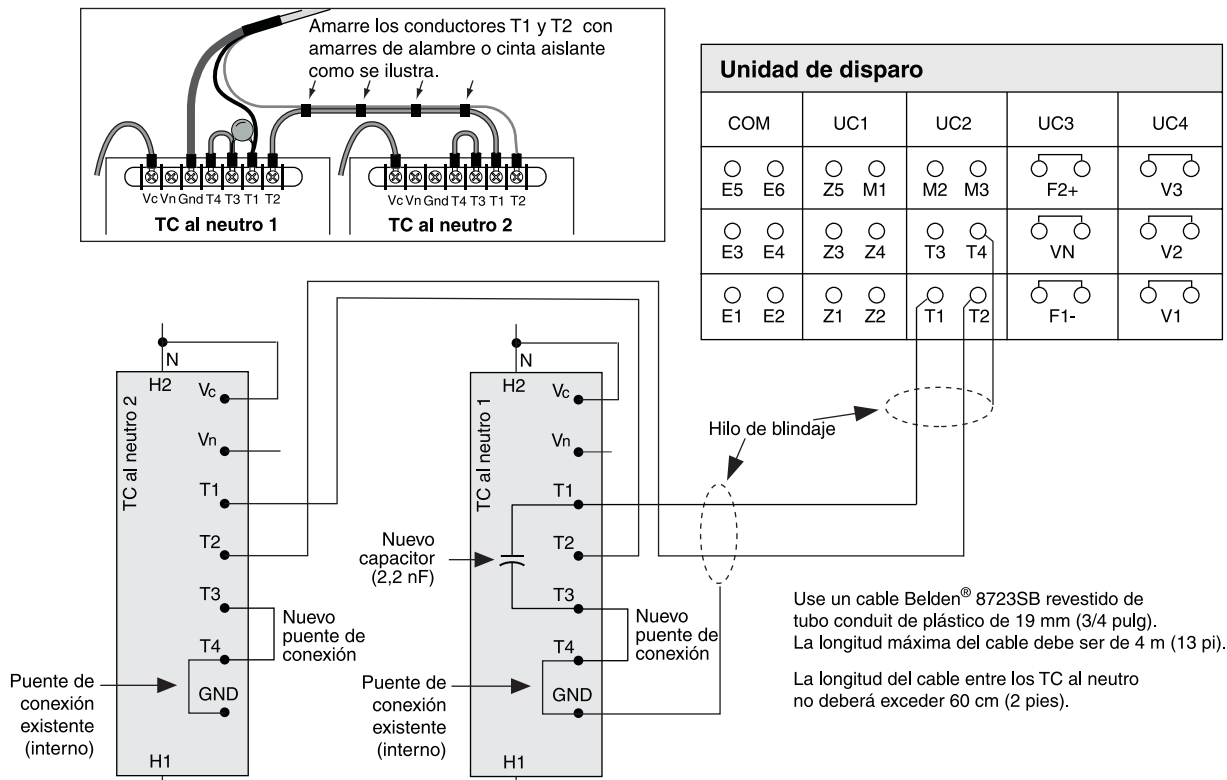 Amarre los conductores T1 y T2 con
amarres de alambre o cinta aislante
como se ilustra.
Vc Vn Gnd T4 T3 T1 T2
TC al neutro 1
Vc Vn Gnd T4 T3 T1 T2
TC al neutro 2
Unidad de disparo
COM UC1 UC2 UC3 UC4
E5 E6 Z5 M1 M2 M3 F2+ V3
E3 E4 Z3 Z4 T3 T4 VN V2
E1 E2 Z1 Z2 T1 T2 F1- V1
N
H2
TC al neutro 2
Vc
Vn
T1
T2
T3
T4
GND
H1
Nuevo
puente de
conexión
Puente de
conexión
existente
(interno)
N
H2
TC al neutro 1
Vc
Vn
T1
T2
T3
T4
GND
H1
Nuevo
capacitor
(2,2 nF)
Nuevo
puente de
conexión
Puente de
conexión
existente
(interno)
Hilo de blindaje
Use un cable Belden® 8723SB revestido de
tubo conduit de plástico de 19 mm (3/4 pulg).
La longitud máxima del cable debe ser de 4 m (13 pi).
La longitud del cable entre los TC al neutro
no deberá exceder 60 cm (2 pies).